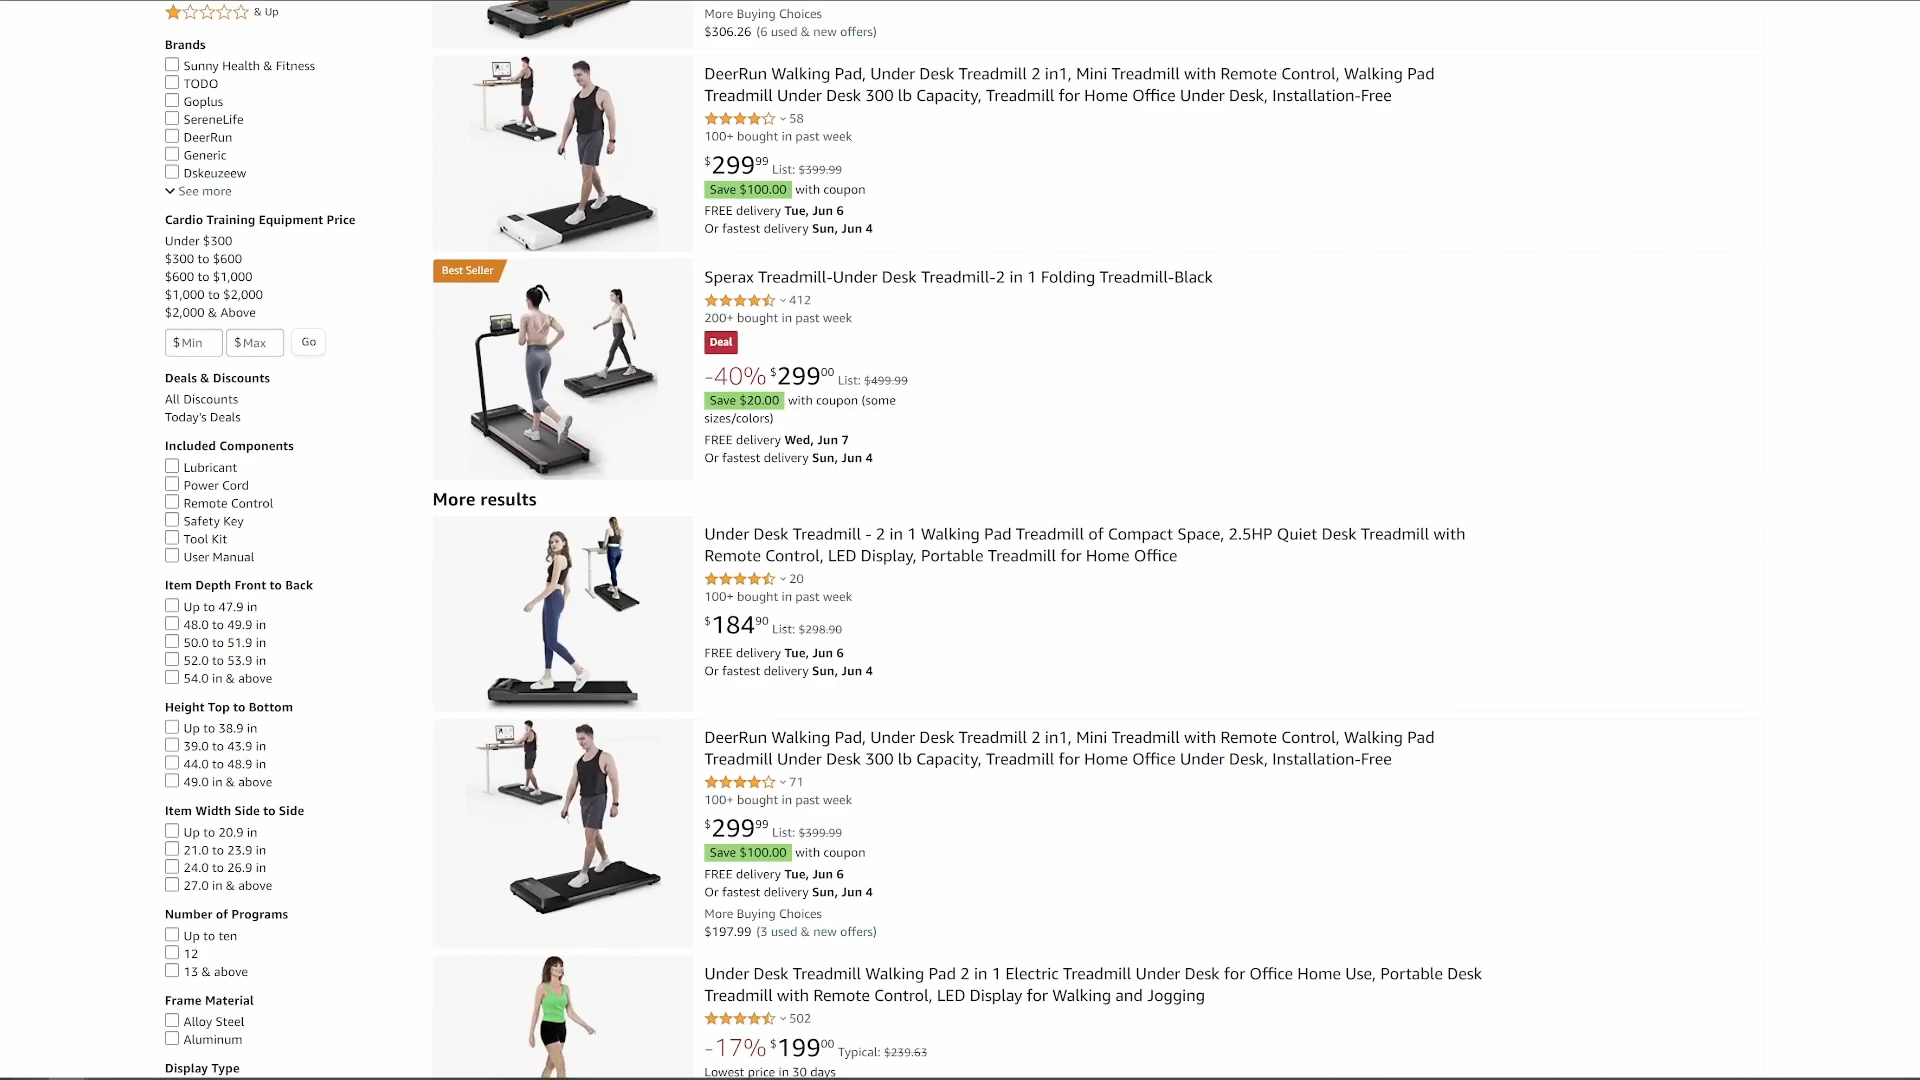 & Up
Brands
Sunny Health & Fitness
TODO
Goplus
SereneLife
DeerRun
Generic
Dskeuzeew
See more
Cardio Training Equipment Price
Under $300
$300 to $600
$600 to $1,000
$1,000 to $2,000
$2,000 & Above
$ Min $ Max Go
Deals & Discounts
All Discounts
Today's Deals
Included Components
Lubricant
Power Cord
Remote Control
Safety Key
Tool Kit
User Manual
Item Depth Front to Back
Up to 47.9 in
48.0 to 49.9 in
50.0 to 51.9 in
52.0 to 53.9 in
54.0 in & above
Height Top to Bottom
Up to 38.9 in
39.0 to 43.9 in
44.0 to 48.9 in
49.0 in & above
Item Width Side to Side
Up to 20.9 in
21.0 to 23.9 in
24.0 to 26.9 in
27.0 in & above
Number of Programs
Up to ten
12
13 & above
Frame Material
Alloy Steel
Aluminum
Display Type
More Buying Choices
$306.26 (6 used & new offers)
DeerRun Walking Pad, Under Desk Treadmill 2 in1, Mini Treadmill with Remote Control, Walking Pad
Treadmill Under Desk 300 lb Capacity, Treadmill for Home Office Under Desk, Installation-Free
58
100+ bought in past week
$299.99 List: $399.99
Save $100.00 with coupon
FREE delivery Tue, Jun 6
Or fastest delivery Sun, Jun 4
Best Seller
Sperax Treadmill-Under Desk Treadmill-2 in 1 Folding Treadmill-Black
412
200+ bought in past week
Deal
-40% $299.00 List: $499.99
Save $20.00 with coupon (some
sizes/colors)
FREE delivery Wed, Jun 7
Or fastest delivery Sun, Jun 4
More results
Under Desk Treadmill - 2 in 1 Walking Pad Treadmill of Compact Space, 2.5HP Quiet Desk Treadmill with
Remote Control, LED Display, Portable Treadmill for Home Office
20
100+ bought in past week
$184.90 List: $298.90
FREE delivery Tue, Jun 6
Or fastest delivery Sun, Jun 4
DeerRun Walking Pad, Under Desk Treadmill 2 in1, Mini Treadmill with Remote Control, Walking Pad
Treadmill Under Desk 300 lb Capacity, Treadmill for Home Office Under Desk, Installation-Free
71
100+ bought in past week
$299.99 List: $399.99
Save $100.00 with coupon
FREE delivery Tue, Jun 6
Or fastest delivery Sun, Jun 4
More Buying Choices
$197.99 (3 used & new offers)
Under Desk Treadmill Walking Pad 2 in 1 Electric Treadmill Under Desk for Office Home Use, Portable Desk
Treadmill with Remote Control, LED Display for Walking and Jogging
502
-17% $199.00 Typical: $239.63
Lowest price in 30 days